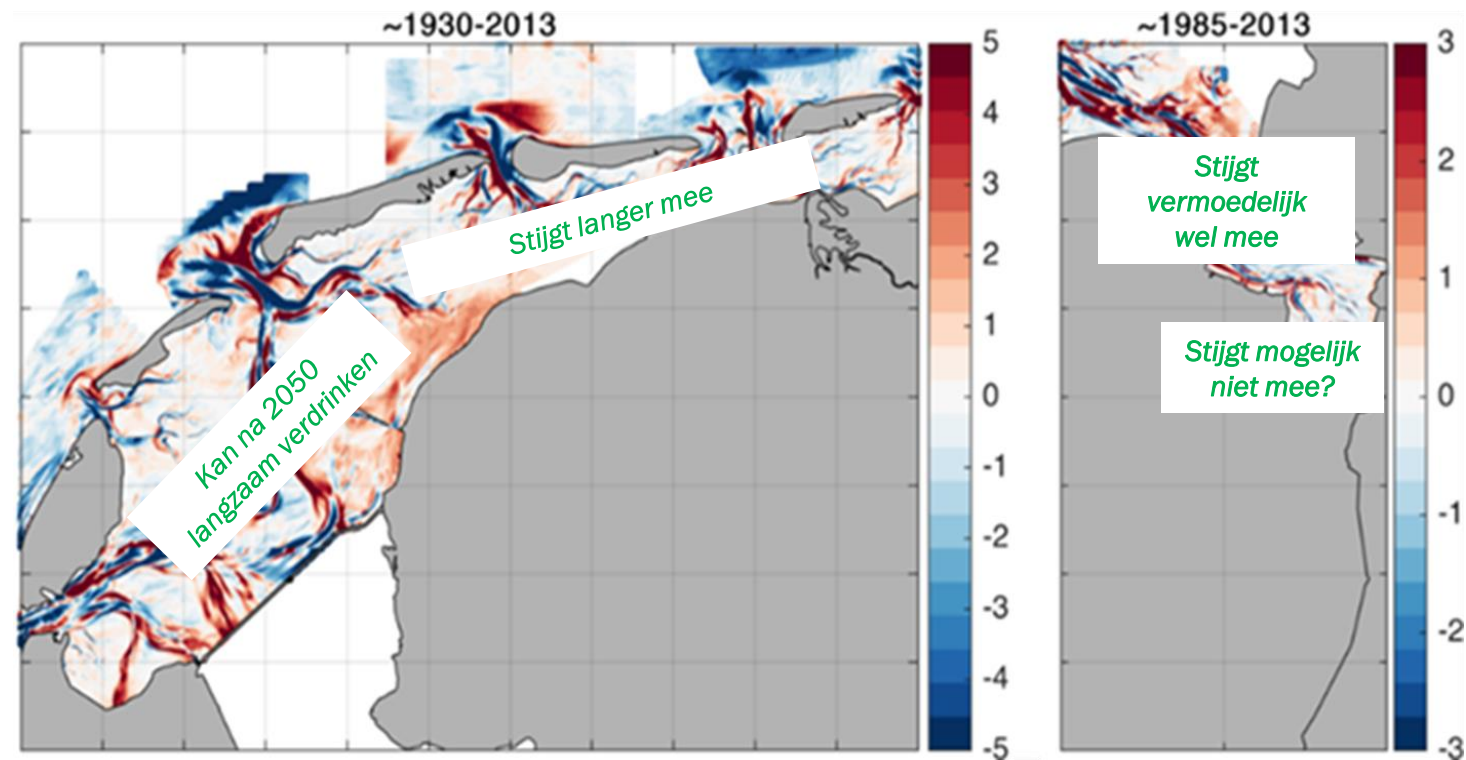 ~1930-2013
5
4
3
2
1
0
-1
-2
-3
-4
-5
Stijgt langer mee
Kan na 2050
langzaam verdrinken
~1985-2013
3
2
1
0
-1
-2
-3
Stijgt
vermoedelijk
wel mee
Stijgt mogelijk
niet mee?